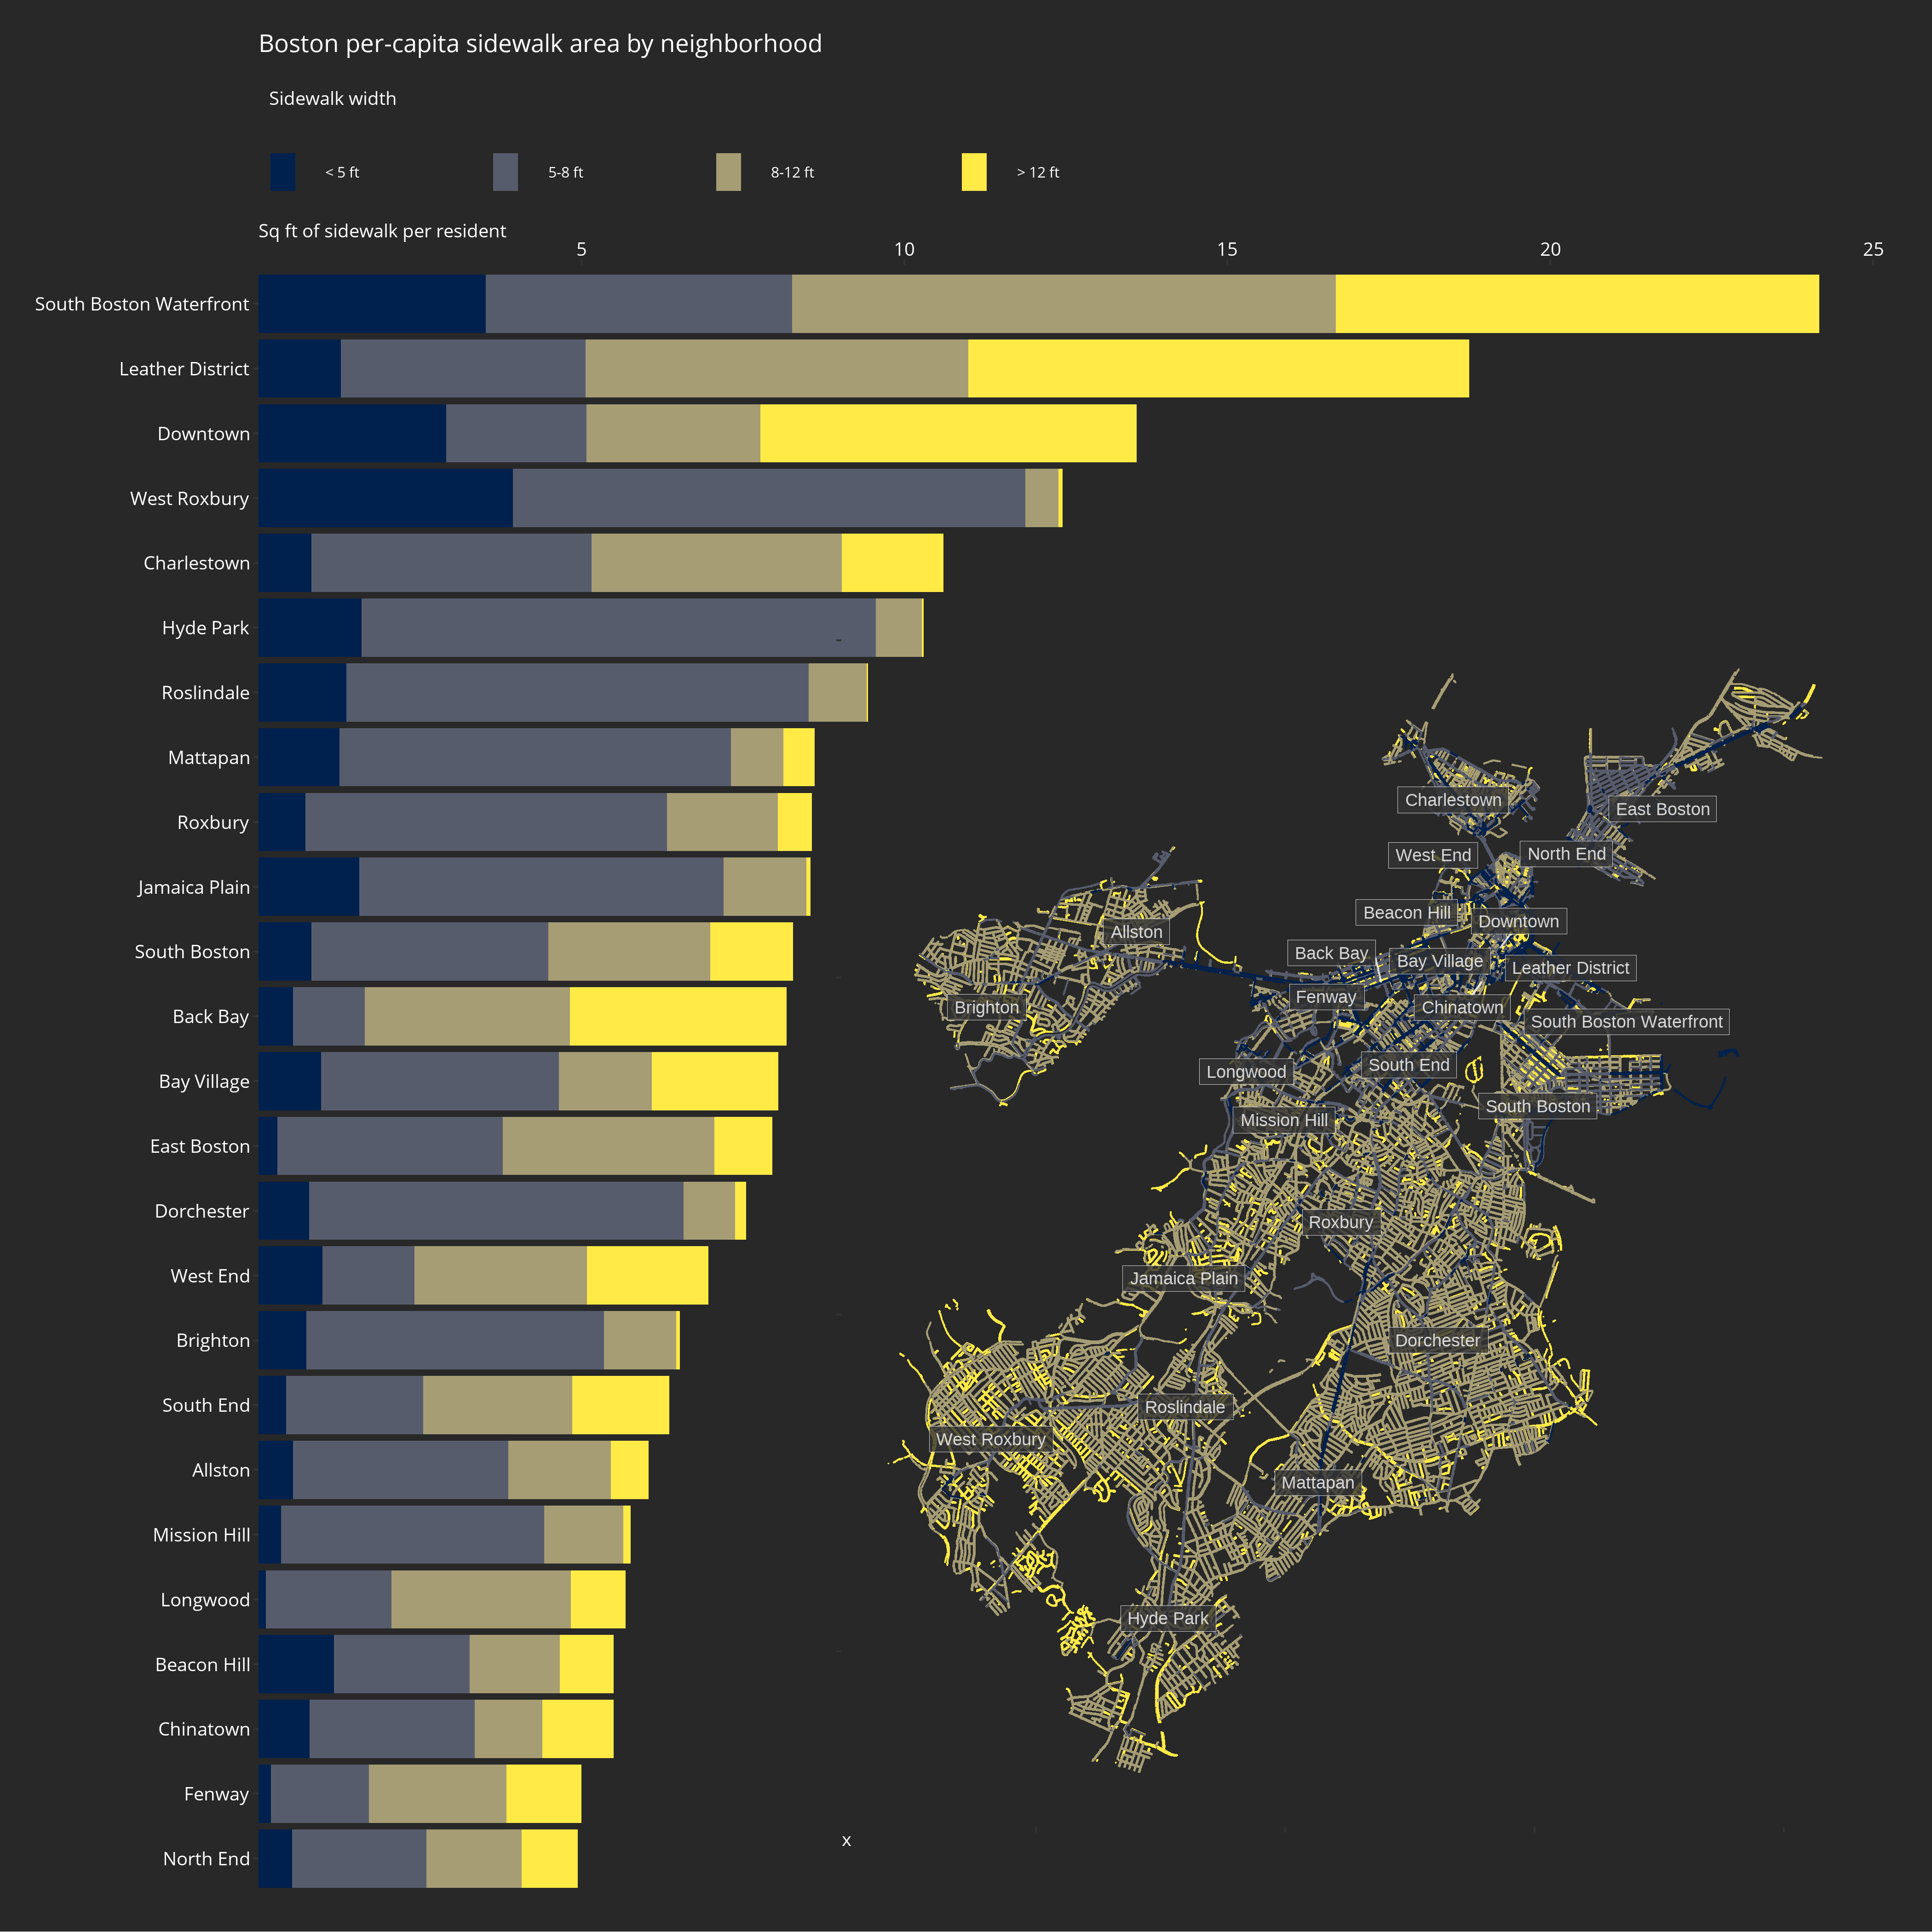 Boston per-capita sidewalk area by neighborhood
Sidewalk width
< 5 ft
5-8 ft
8-12 ft
> 12 ft
Sq ft of sidewalk per resident
5
10
15
20
25
South Boston Waterfront
Leather District
Downtown
West Roxbury
Charlestown
Hyde Park
Roslindale
Mattapan
Roxbury
Jamaica Plain
South Boston
Back Bay
Bay Village
East Boston
Dorchester
West End
Brighton
South End
Allston
Mission Hill
Longwood
Beacon Hill
Chinatown
Fenway
North End
Charlestown
East Boston
West End
North End
Beacon Hill
Downtown
Allston
Back Bay
Bay Village
Leather District
Fenway
Brighton
Chinatown
South Boston Waterfront
South End
Longwood
South Boston
Mission Hill
Roxbury
Jamaica Plain
Dorchester
Roslindale
West Roxbury
Mattapan
Hyde Park
x